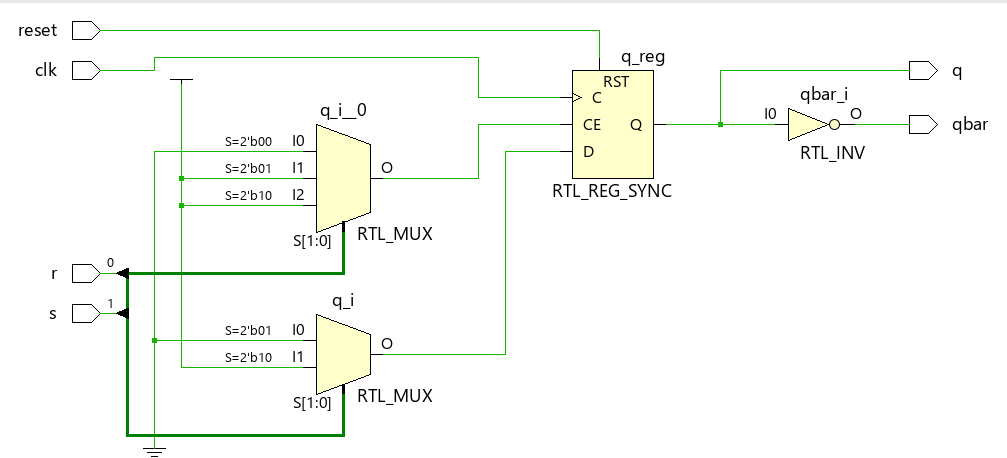 reset
clk
q_i__0
S=2'b00 I0
S=2'b01 I1
S=2'b10 I2
O
S[1:0]
RTL_MUX
r 0
s 1
q_i
S=2'b01 I0
S=2'b10 I1
O
S[1:0]
RTL_MUX
q_reg
RST
C
CE Q
D
RTL_REG_SYNC
qbar_i
I0 O
RTL_INV
q
qbar